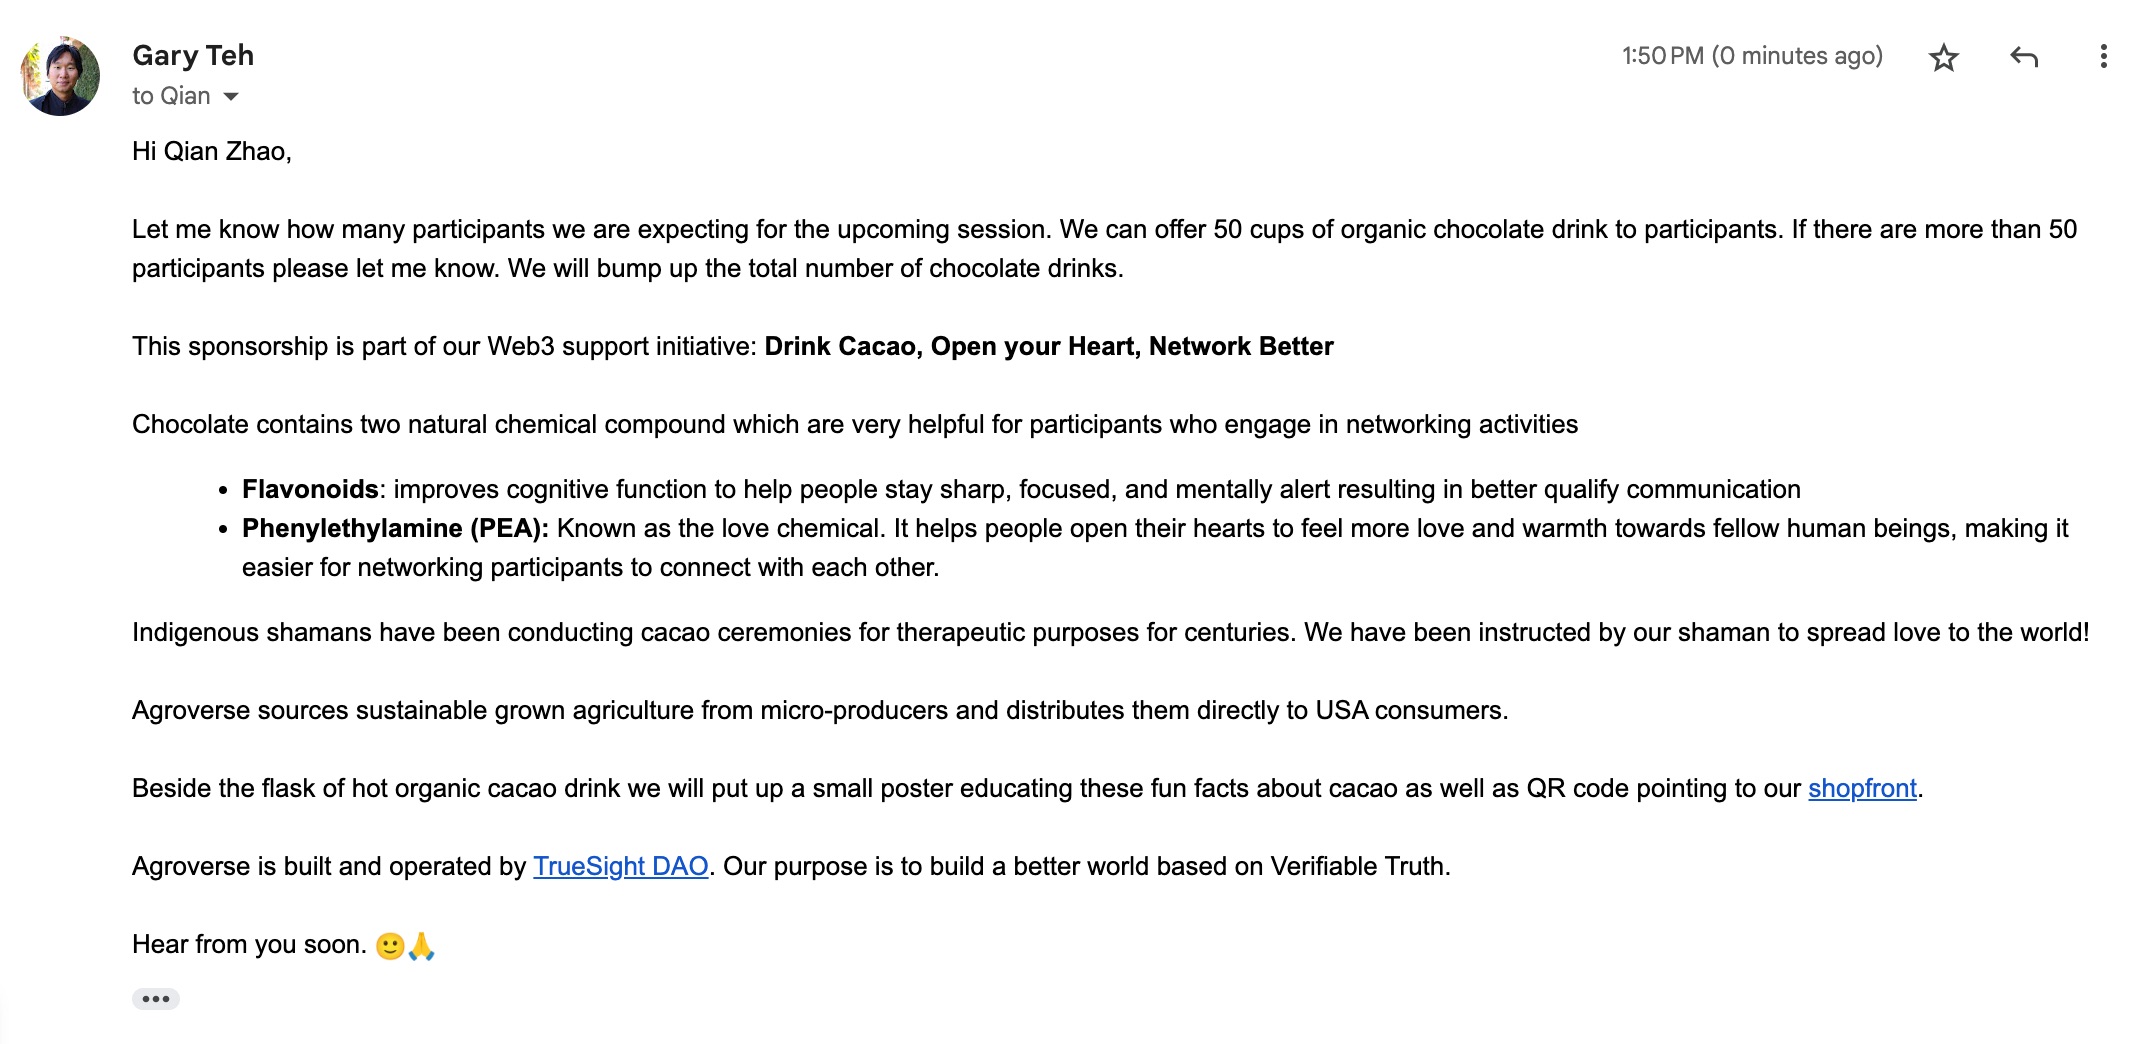 Gary Teh
1:50 PM (0 minutes ago)
to Qian
Hi Qian Zhao,
Let me know how many participants we are expecting for the upcoming session. We can offer 50 cups of organic chocolate drink to participants. If there are more than 50
participants please let me know. We will bump up the total number of chocolate drinks.
This sponsorship is part of our Web3 support initiative: Drink Cacao, Open your Heart, Network Better
Chocolate contains two natural chemical compound which are very helpful for participants who engage in networking activities
• Flavonoids: improves cognitive function to help people stay sharp, focused, and mentally alert resulting in better qualify communication
• Phenylethylamine (PEA): Known as the love chemical. It helps people open their hearts to feel more love and warmth towards fellow human beings, making it
easier for networking participants to connect with each other.
Indigenous shamans have been conducting cacao ceremonies for therapeutic purposes for centuries. We have been instructed by our shaman to spread love to the world!
Agroverse sources sustainable grown agriculture from micro-producers and distributes them directly to USA consumers.
Beside the flask of hot organic cacao drink we will put up a small poster educating these fun facts about cacao as well as QR code pointing to our shopfront.
Agroverse is built and operated by TrueSight DAO. Our purpose is to build a better world based on Verifiable Truth.
Hear from you soon. 🙂🙏